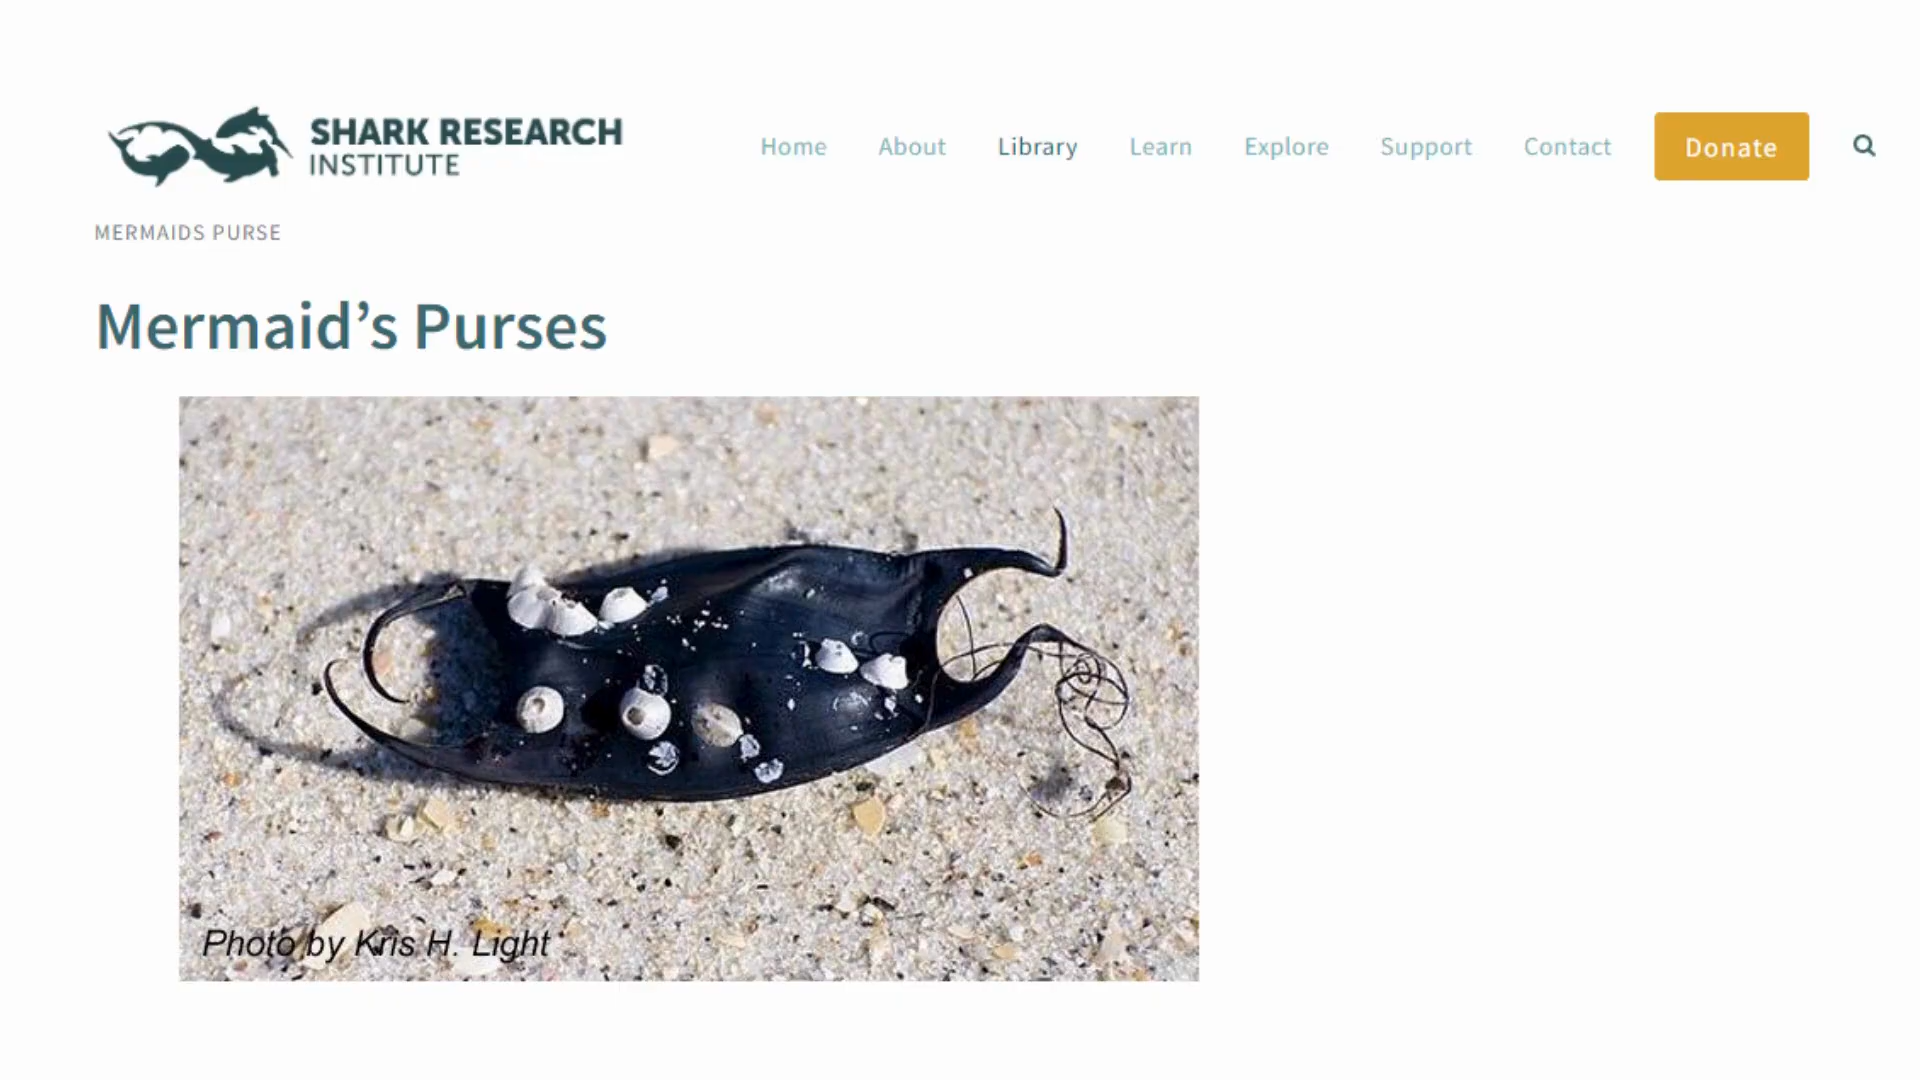 SHARK RESEARCH
INSTITUTE
Home About Library Learn Explore Support Contact Donate
MERMAIDS PURSE
Mermaid’s Purses
Photo by Kris H. Light